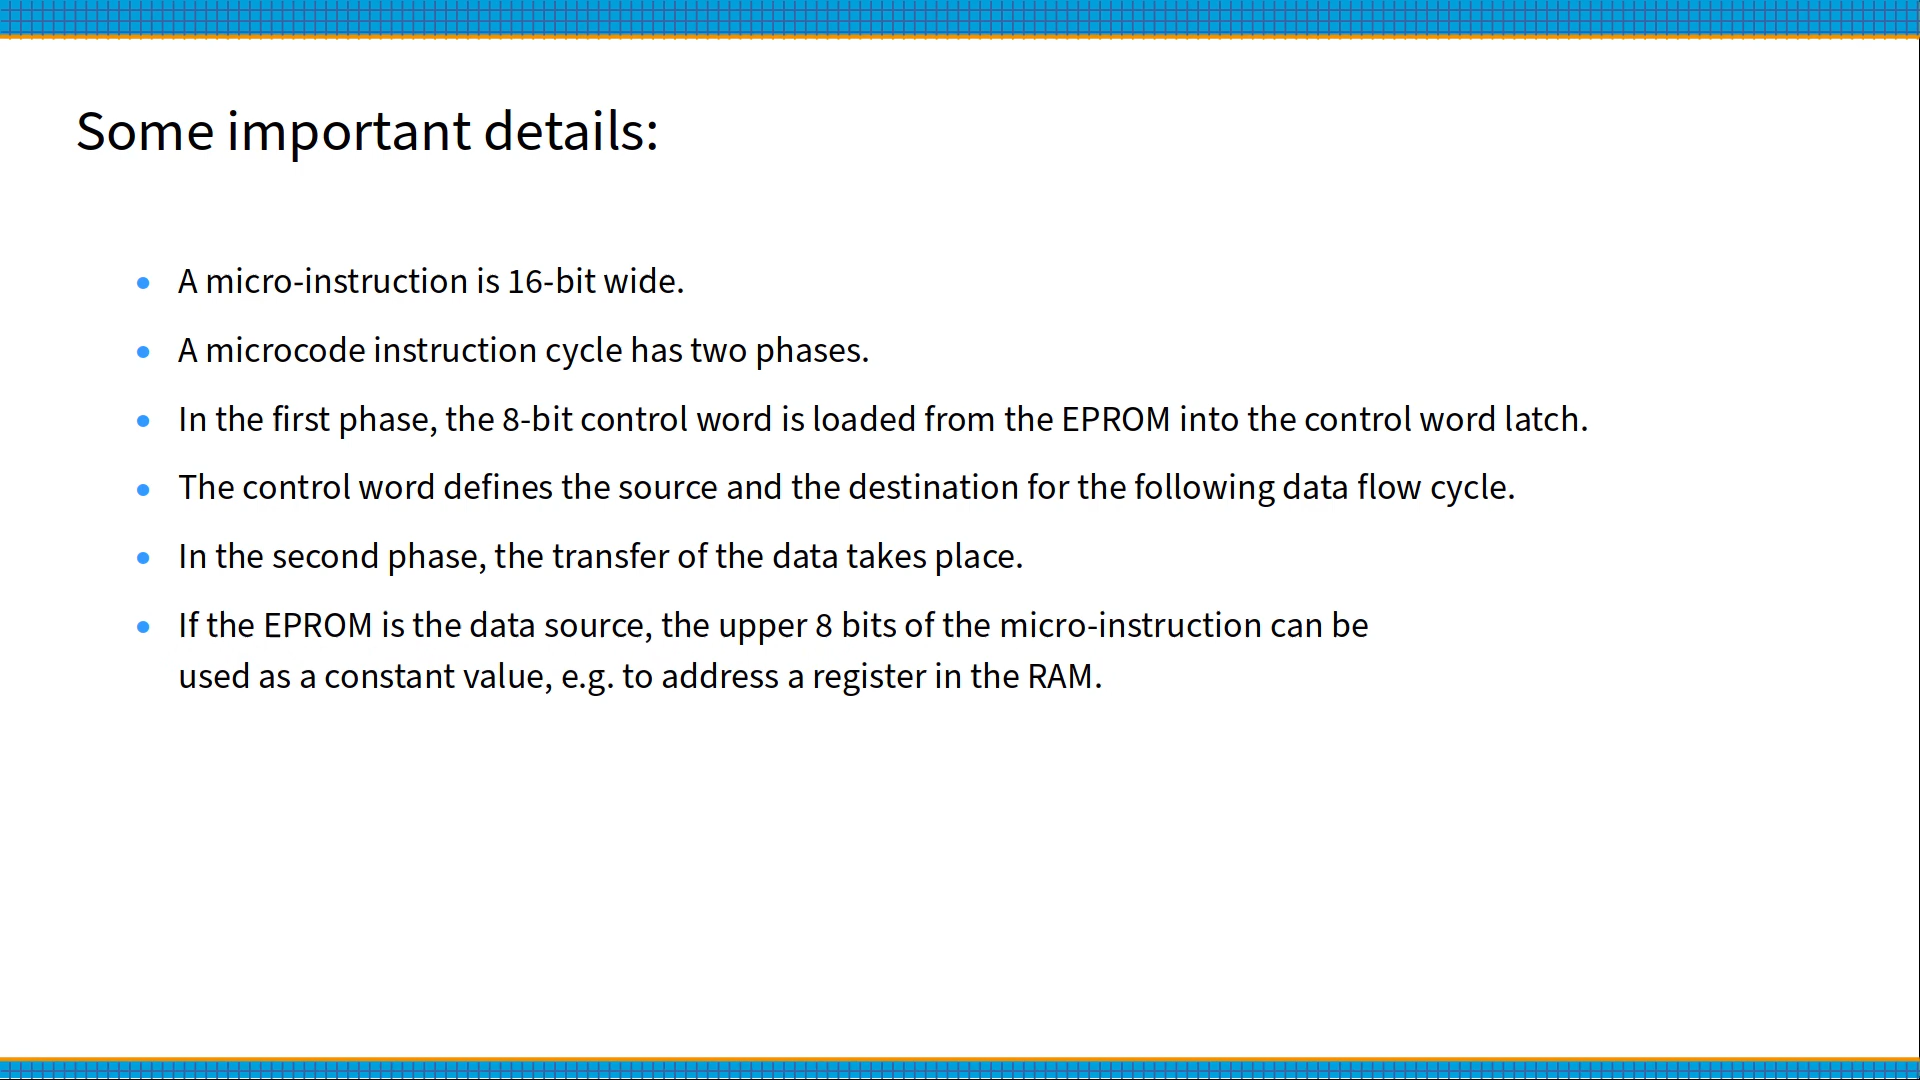 Some important details:
A micro-instruction is 16-bit wide.
A microcode instruction cycle has two phases.
In the first phase, the 8-bit control word is loaded from the EPROM into the control word latch.
The control word defines the source and the destination for the following data flow cycle.
In the second phase, the transfer of the data takes place.
If the EPROM is the data source, the upper 8 bits of the micro-instruction can be
used as a constant value, e.g. to address a register in the RAM.